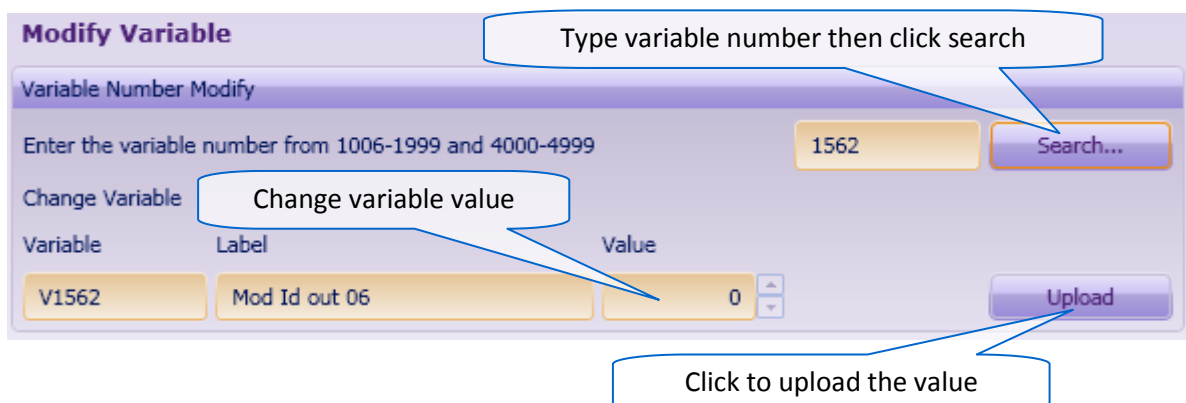 Modify Variable
Type variable number then click search
Variable Number Modify
Enter the variable number from 1006-1999 and 4000-4999
1562
Search...
Change Variable
Change variable value
Variable
Label
Value
V1562
Mod Id out 06
0
Upload
Click to upload the value